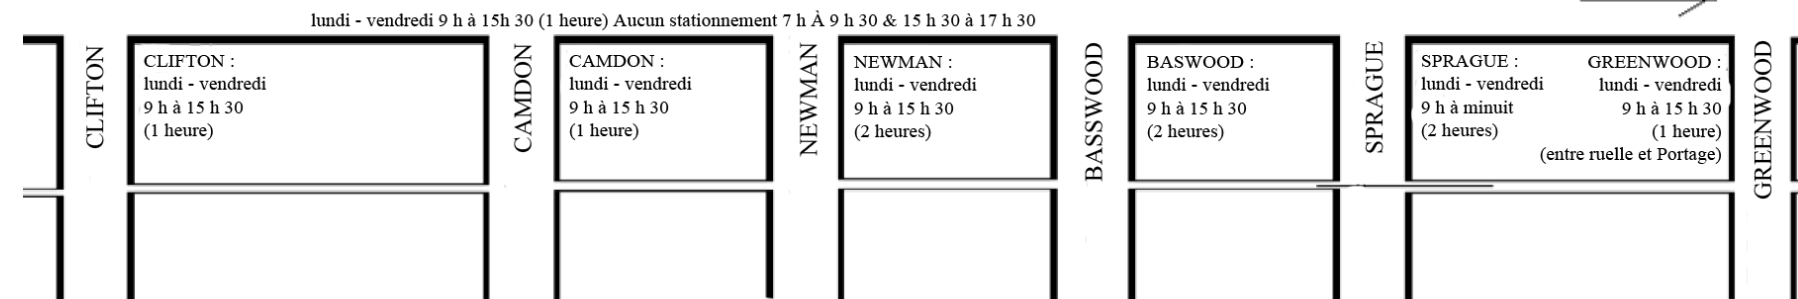 lundi - vendredi 9 h à 15h 30 (1 heure) Aucun stationnement 7 h À 9 h 30 & 15 h 30 à 17 h 30
CLIFTON
CLIFTON :
lundi - vendredi
9 h à 15 h 30
(1 heure)
CAMDON
CAMDON :
lundi - vendredi
9 h à 15 h 30
(1 heure)
NEWMAN
NEWMAN :
lundi - vendredi
9 h à 15 h 30
(2 heures)
BASSWOOD
BASWOOD :
lundi - vendredi
9 h à 15 h 30
(2 heures)
SPRAGUE
SPRAGUE :
lundi - vendredi
9 h à minuit
(2 heures)
GREENWOOD :
lundi - vendredi
9 h à 15 h 30
(1 heure)
(entre ruelle et Portage)
GREENWOOD